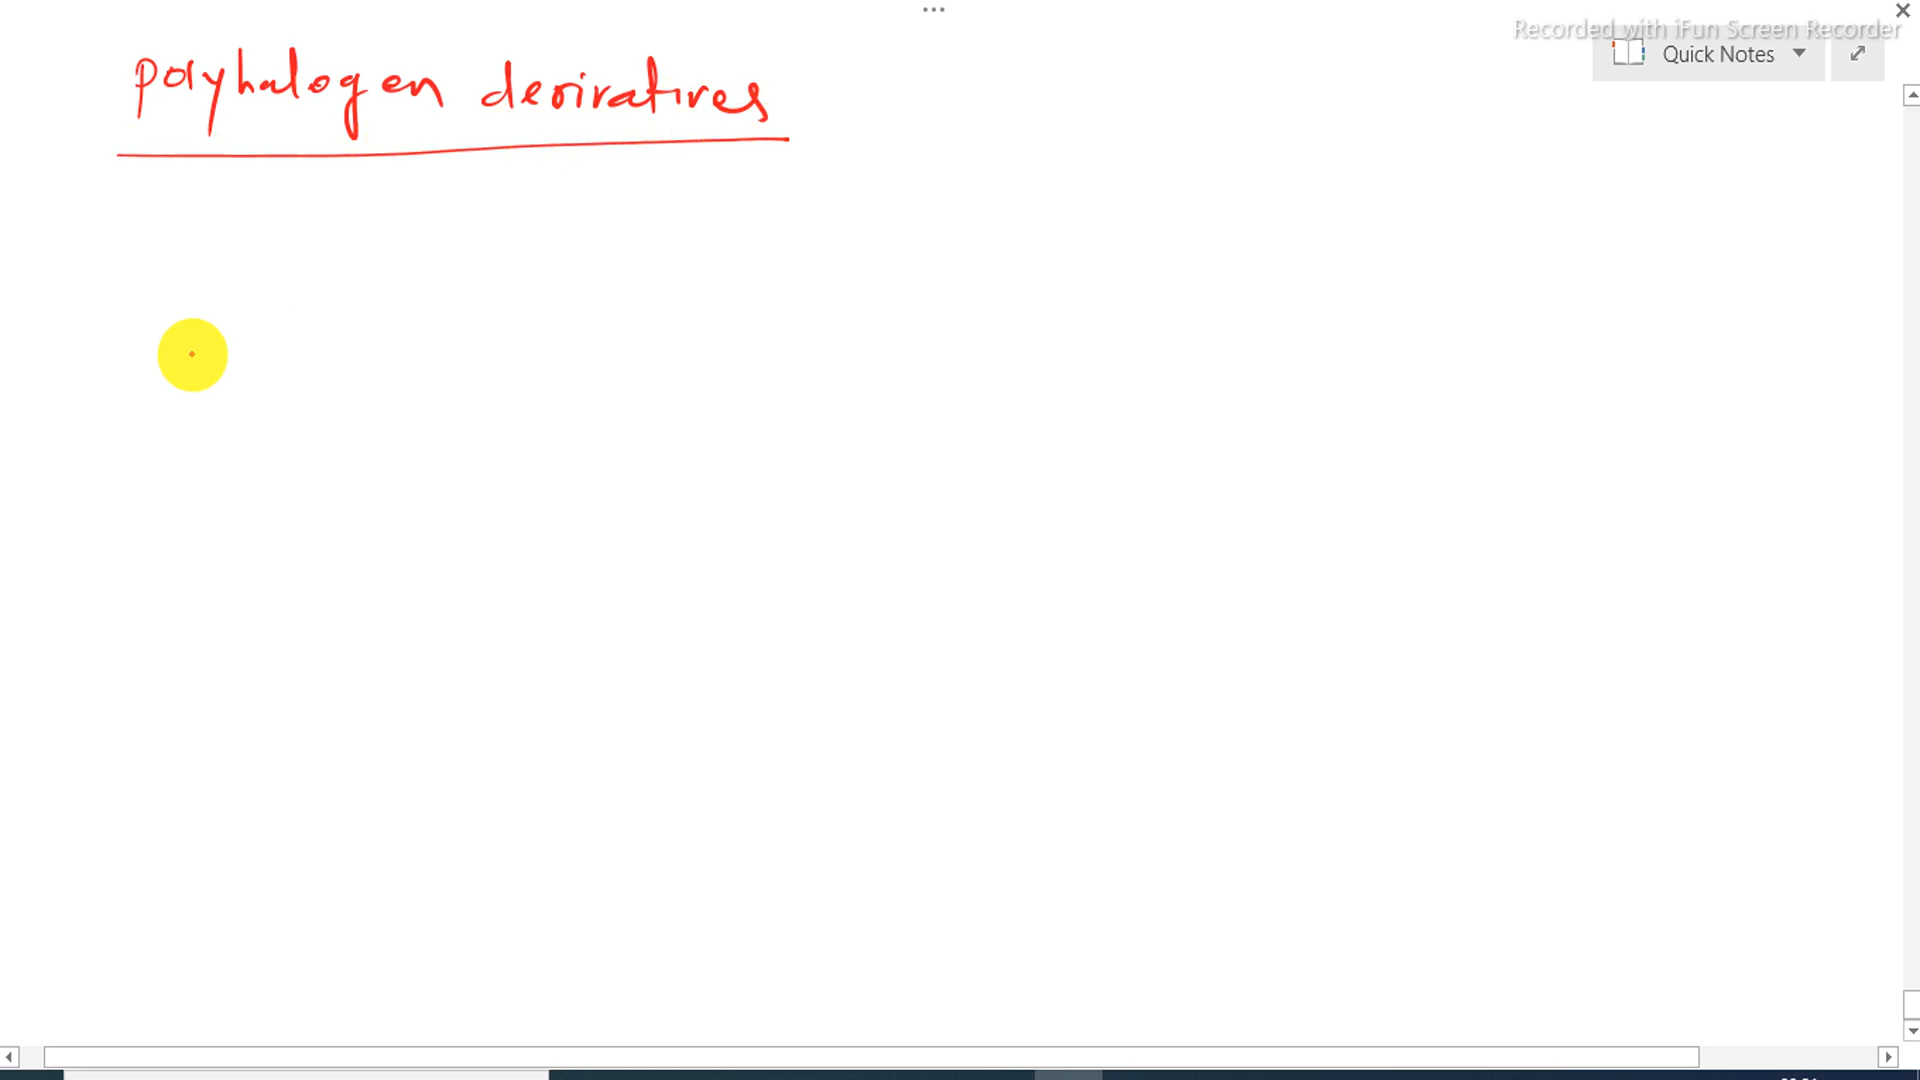 Recorded with iFun Screen Recorder
Quick Notes
polyhalogen derivatives